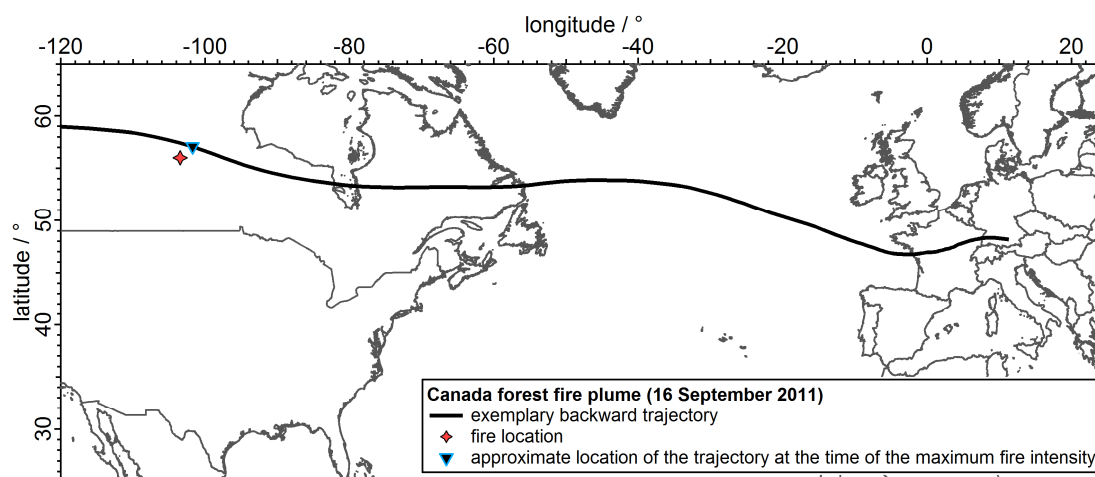 longitude / °
-120 -100 -80 -60 -40 -20 0 20
60
50
40
30
latitude / °
Canada forest fire plume (16 September 2011)
exemplary backward trajectory
fire location
approximate location of the trajectory at the time of the maximum fire intensity